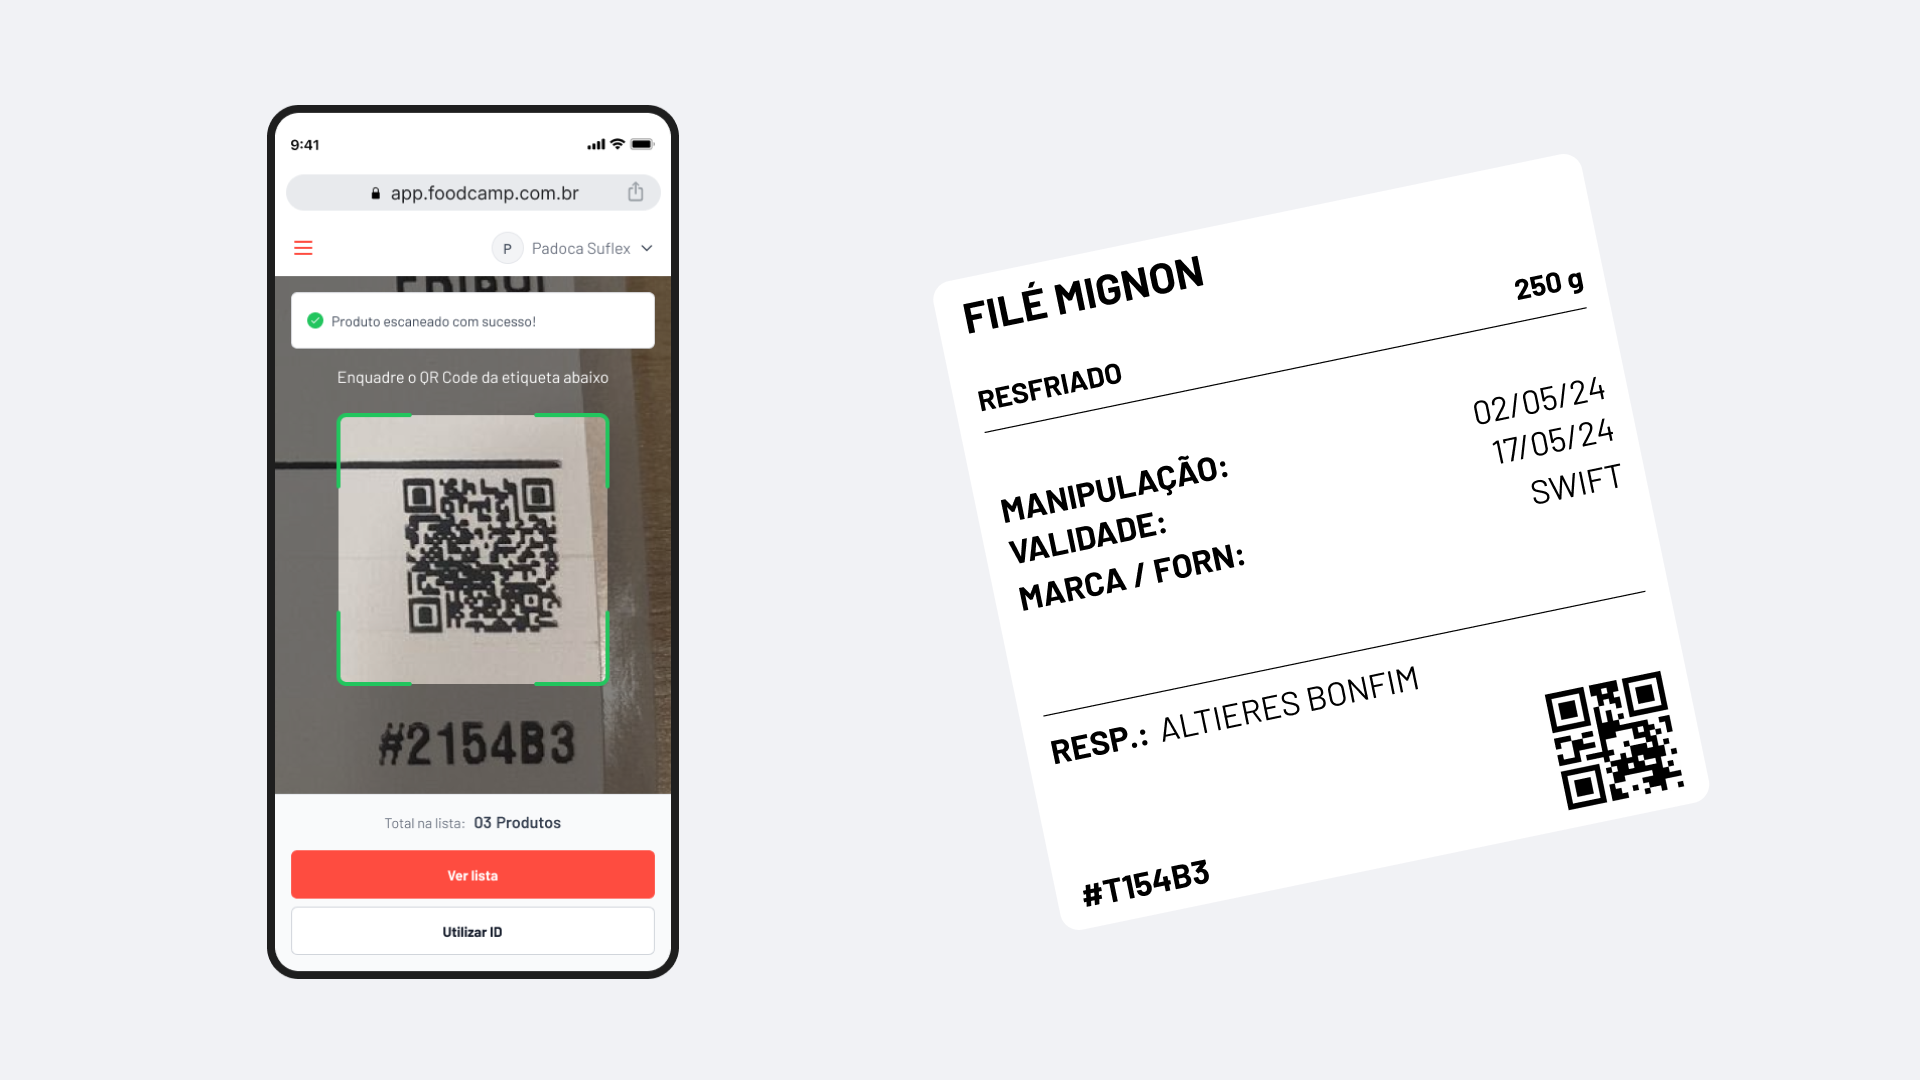 9:41
app.foodcamp.com.br
P Padoca Suflex
Produto escaneado com sucesso!
Enquadre o QR Code da etiqueta abaixo
#2154B3
Total na lista: 03 Produtos
Ver lista
Utilizar ID
FILÉ MIGNON
RESFRIADO 250 g
MANIPULAÇÃO: 02/05/24
VALIDADE: 17/05/24
MARCA / FORN: SWIFT
RESP.: ALTIERES BONFIM
#T154B3